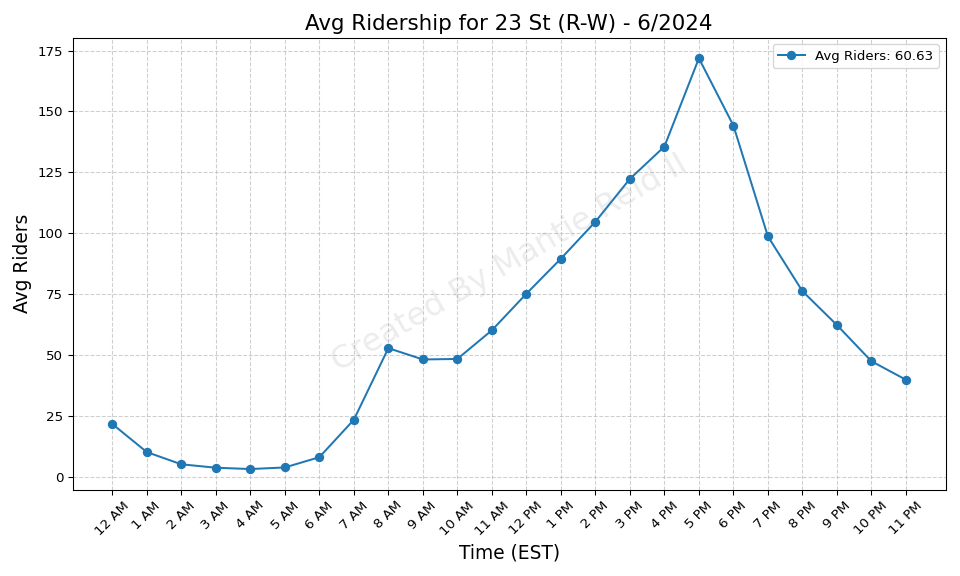 Avg Ridership for 23 St (R-W) - 6/2024
Avg Riders: 60.63
175
150
125
100
75
50
25
0
Avg Riders
Created By Mantie Reid II
12 AM
1 AM
2 AM
3 AM
4 AM
5 AM
6 AM
7 AM
8 AM
9 AM
10 AM
11 AM
12 PM
1 PM
2 PM
3 PM
4 PM
5 PM
6 PM
7 PM
8 PM
9 PM
10 PM
11 PM
Time (EST)